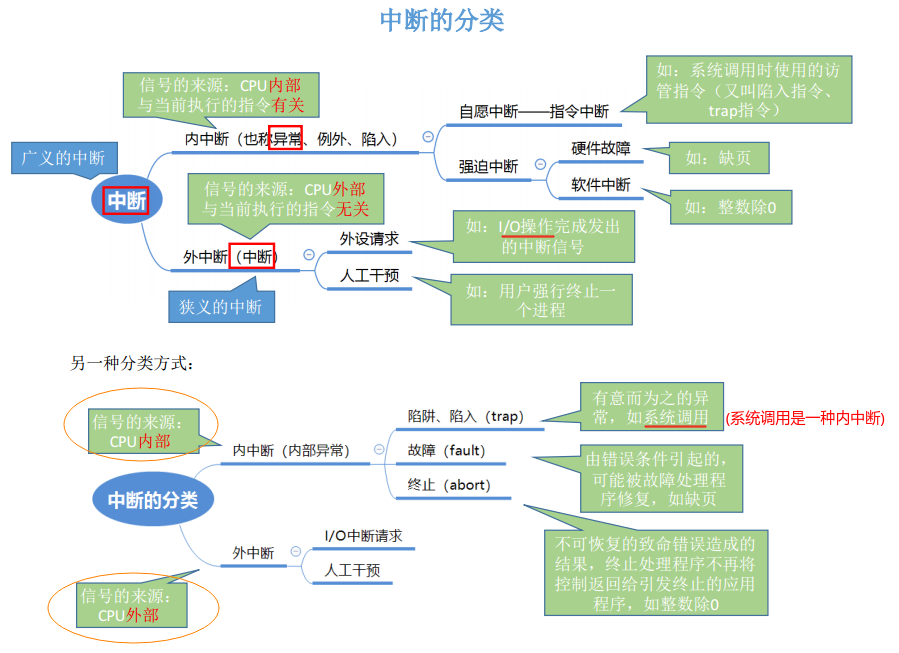 中断的分类
信号的来源：CPU内部
与当前执行的指令有关
如：系统调用时使用的访
管指令（又叫陷入指令、
trap指令）
自愿中断——指令中断
内中断（也称异常、例外、陷入）
硬件故障
如：缺页
强迫中断
广义的中断
软件中断
中断
信号的来源：CPU外部
与当前执行的指令无关
如：整数除0
如：I/O操作完成发出
的中断信号
外设请求
外中断（中断）
人工干预
如：用户强行终止一
个进程
狭义的中断
另一种分类方式：
信号的来源：
CPU内部
陷阱、陷入（trap）
有意而为之的异
常，如系统调用
(系统调用是一种内中断)
内中断（内部异常）
故障（fault）
由错误条件引起的，
可能被故障处理程
序修复，如缺页
终止（abort）
中断的分类
I/O中断请求
不可恢复的致命错误造成的
结果，终止处理程序不再将
控制返回给引发终止的应用
程序，如整数除0
外中断
人工干预
信号的来源：
CPU外部